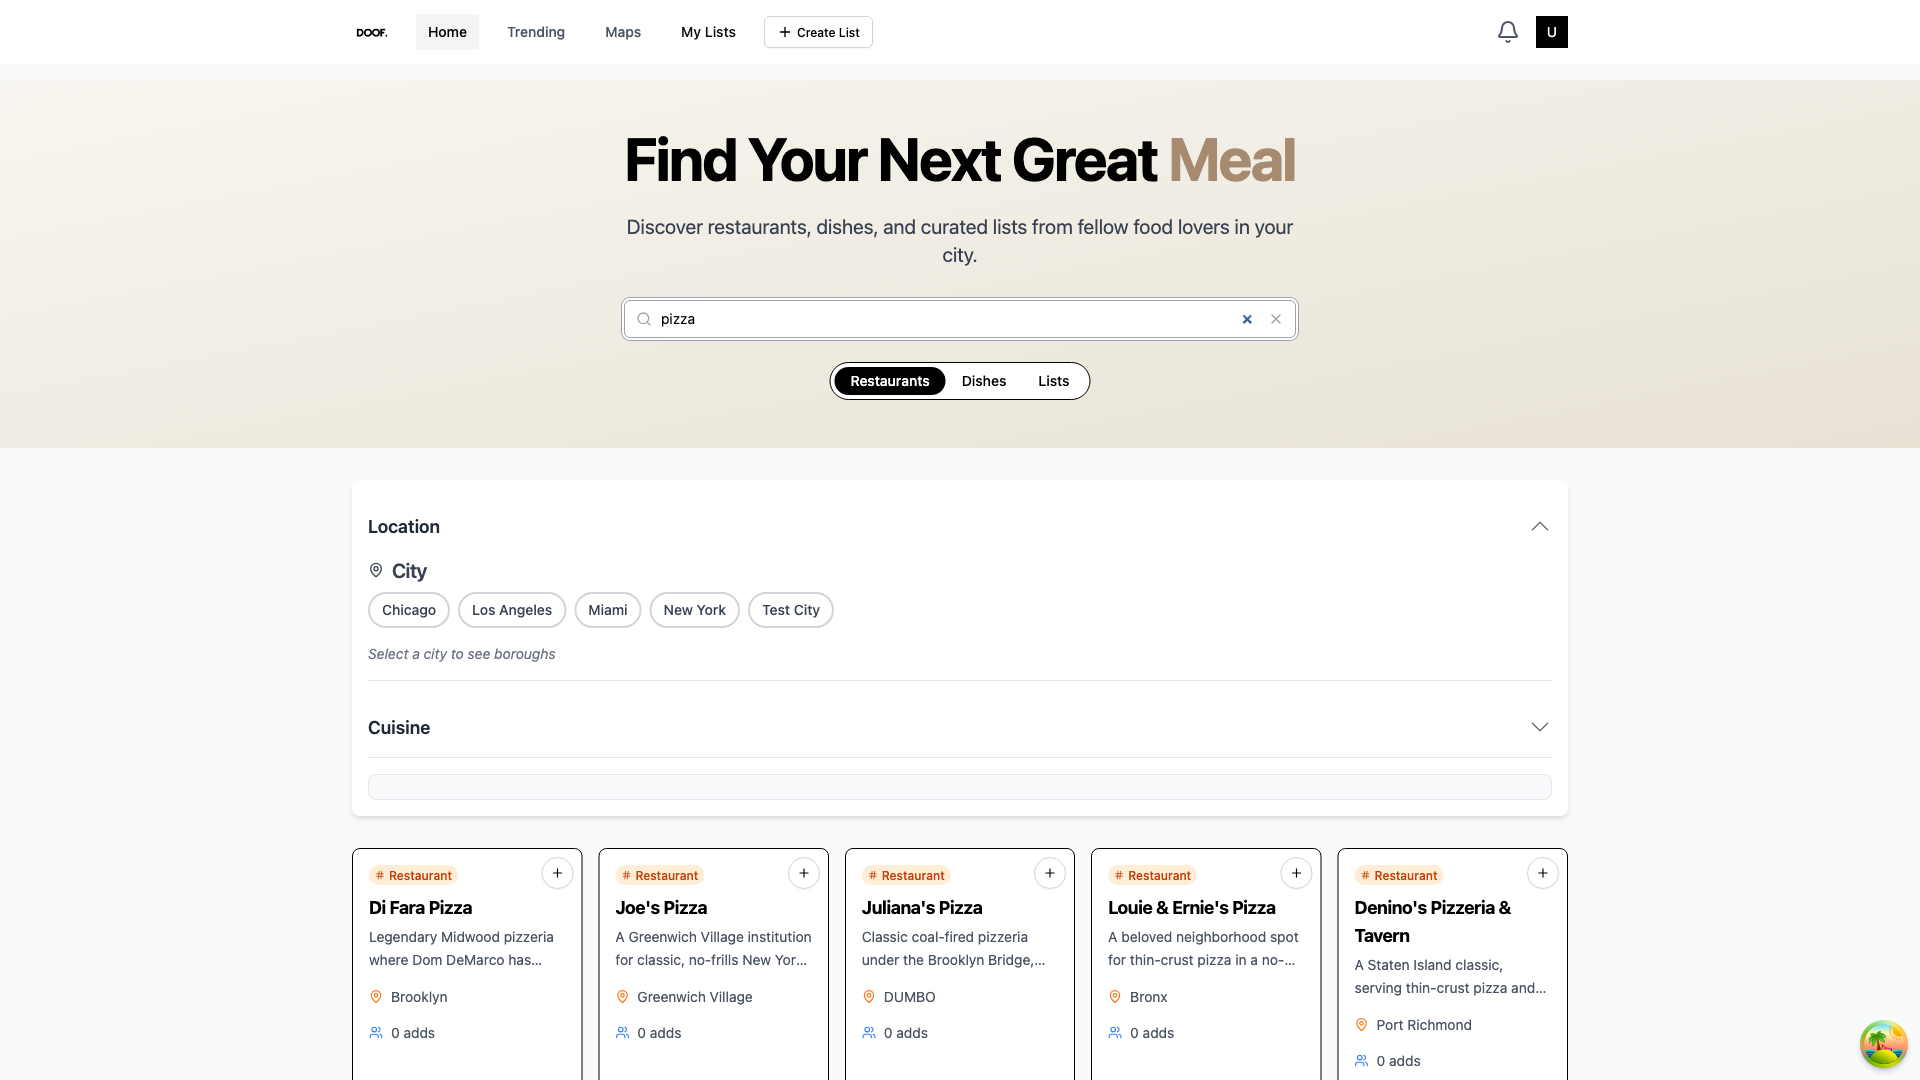 DOOF.
Home
Trending
Maps
My Lists
+ Create List
U
Find Your Next Great Meal
Discover restaurants, dishes, and curated lists from fellow food lovers in your
city.
pizza
Restaurants
Dishes
Lists
Location
City
Chicago
Los Angeles
Miami
New York
Test City
Select a city to see boroughs
Cuisine
# Restaurant
Di Fara Pizza
Legendary Midwood pizzeria
where Dom DeMarco has...
Brooklyn
0 adds
# Restaurant
Joe's Pizza
A Greenwich Village institution
for classic, no-frills New Yor...
Greenwich Village
0 adds
# Restaurant
Juliana's Pizza
Classic coal-fired pizzeria
under the Brooklyn Bridge,...
DUMBO
0 adds
# Restaurant
Louie & Ernie's Pizza
A beloved neighborhood spot
for thin-crust pizza in a no-...
Bronx
0 adds
# Restaurant
Denino's Pizzeria &
Tavern
A Staten Island classic,
serving thin-crust pizza and...
Port Richmond
0 adds